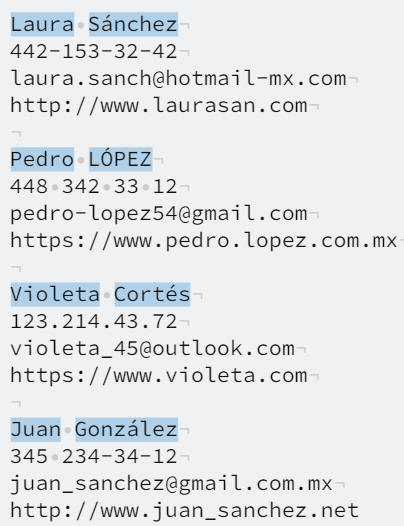 Laura Sánchez
442-153-32-42
laura.sanch@hotmail-mx.com
http://www.laurasan.com

Pedro LÓPEZ
448 342 33 12
pedro-lopez54@gmail.com
https://www.pedro.lopez.com.mx

Violeta Cortés
123.214.43.72
violeta_45@outlook.com
https://www.violeta.com

Juan González
345 234-34-12
juan_sanchez@gmail.com.mx
http://www.juan_sanchez.net